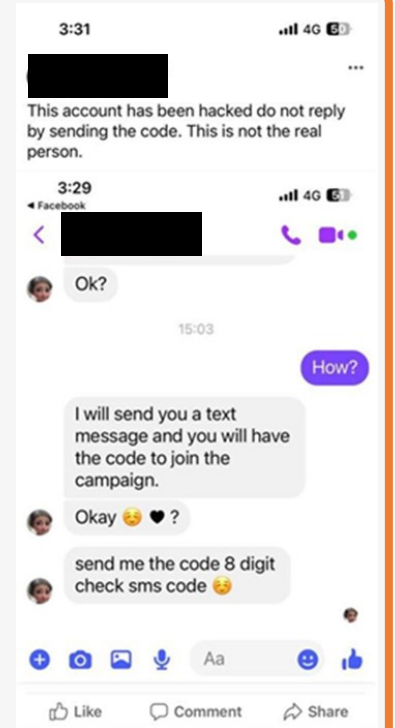 3:31
4G 50
This account has been hacked do not reply
by sending the code. This is not the real
person.
3:29
4G
Facebook
Ok?
15:03
How?
I will send you a text
message and you will have
the code to join the
campaign.
Okay ☺️ 🖤 ?
send me the code 8 digit
check sms code ☺️
Aa
Like Comment Share